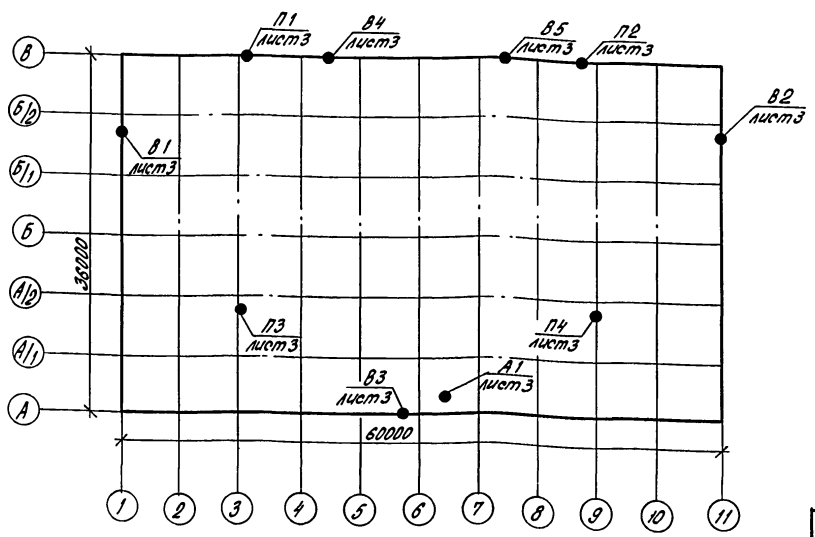 П1
лист3
В4
лист3
В5
лист3
П2
лист3
В
В2
лист3
Б/2
В1
лист3
Б/1
Б
36000
А/2
П3
лист3
П4
лист3
А/1
В3
лист3
А1
лист3
А
60000
1 2 3 4 5 6 7 8 9 10 11